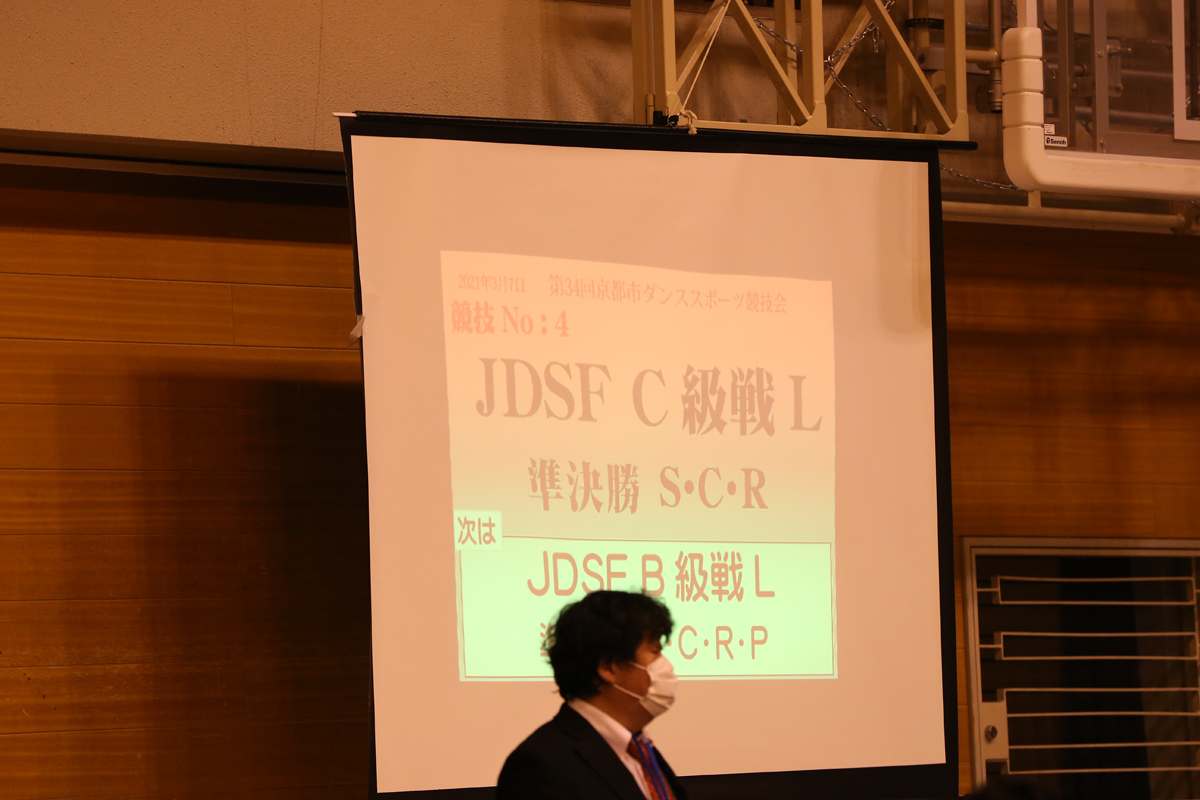 2021年3月7日 第34回京都市ダンススポーツ競技会
競技 No : 4
JDSF C 級戦 L
準決勝 S・C・R
次は
JDSF B 級戦 L
C・R・P
Senoh